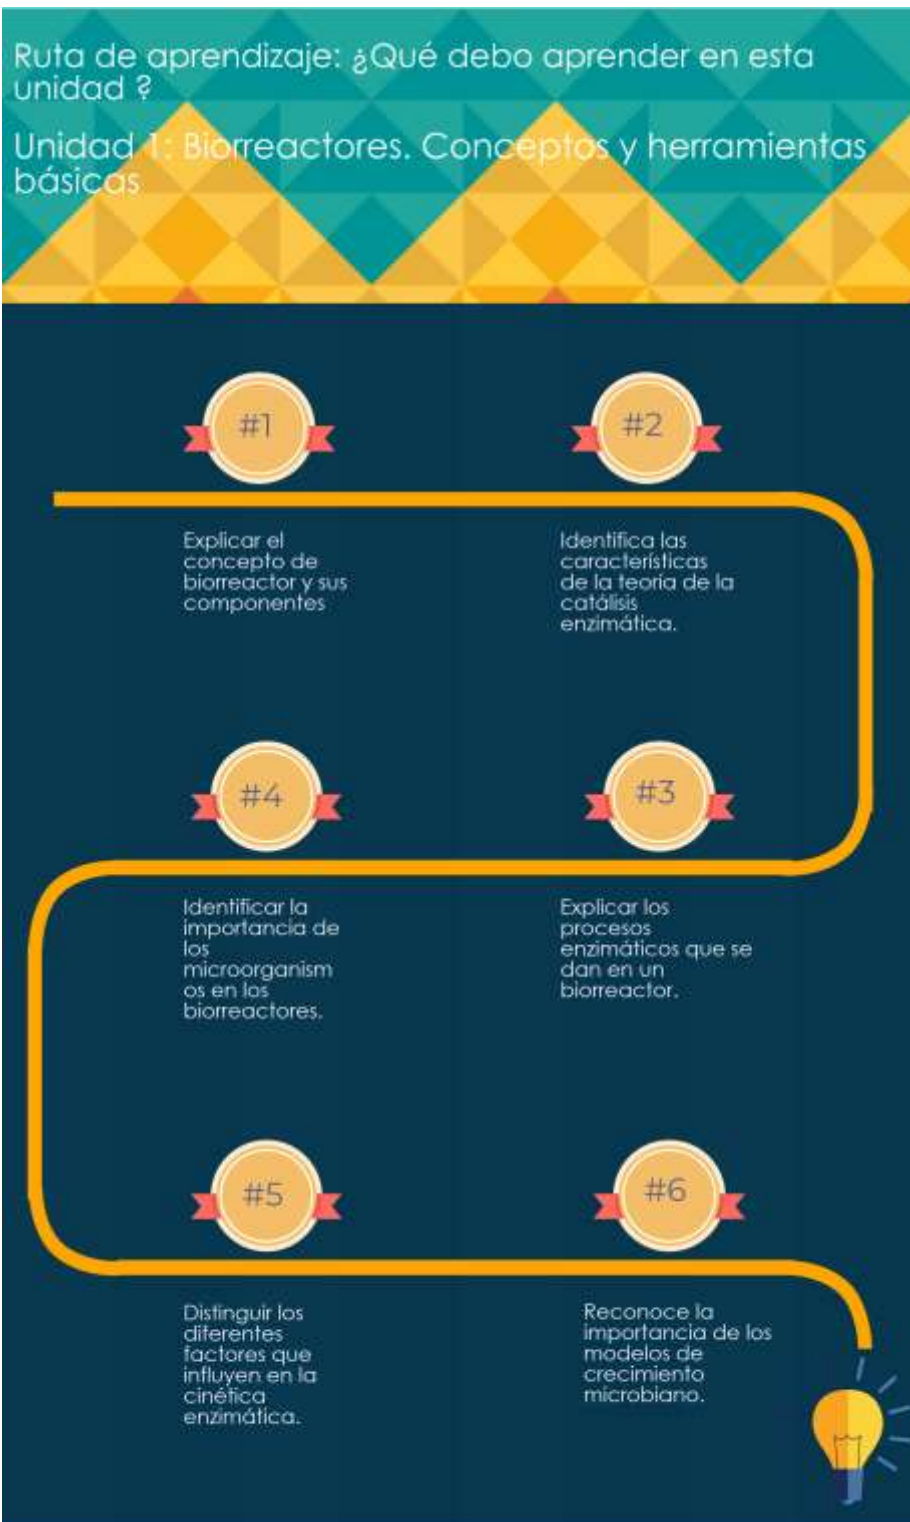 Ruta de aprendizaje: ¿Qué debo aprender en esta
unidad ?
Unidad 1: Biorreactores. Conceptos y herramientas
básicas
#1
Explicar el
concepto de
biorreactor y sus
componentes
#2
Identifica las
características
de la teoría de la
catálisis
enzimática.
#3
Explicar los
procesos
enzimáticos que se
dan en un
biorreactor.
#4
Identificar la
importancia de
los
microorganism
os en los
biorreactores.
#5
Distinguir los
diferentes
factores que
influyen en la
cinética
enzimática.
#6
Reconoce la
importancia de los
modelos de
crecimiento
microbiano.